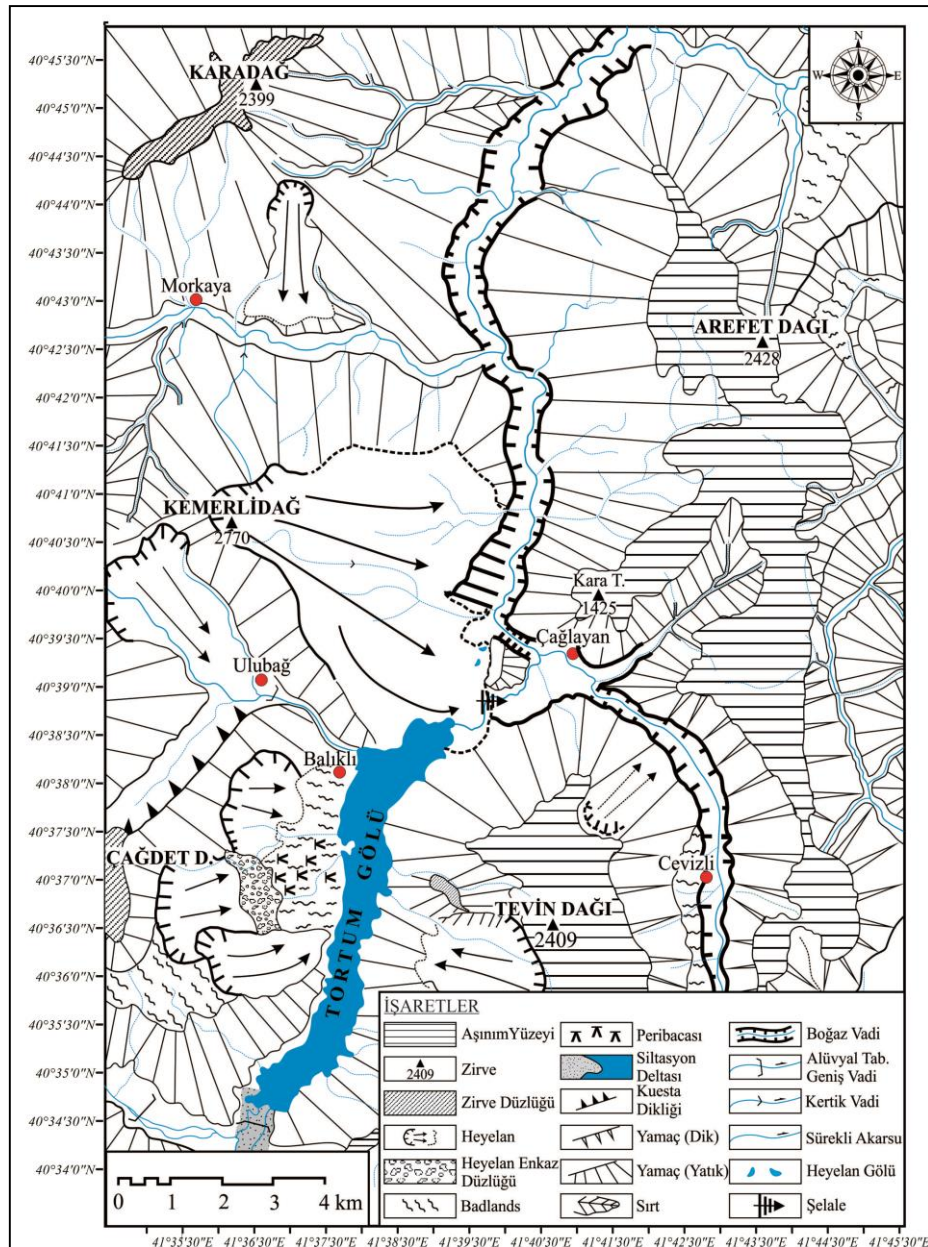 N
W
E
S
40°45'30"N
40°45'0"N
40°44'30"N
40°44'0"N
40°43'30"N
40°43'0"N
40°42'30"N
40°42'0"N
40°41'30"N
40°41'0"N
40°40'30"N
40°40'0"N
40°39'30"N
40°39'0"N
40°38'30"N
40°38'0"N
40°37'30"N
40°37'0"N
40°36'30"N
40°36'0"N
40°35'30"N
40°35'0"N
40°34'30"N
40°34'0"N
KARADAĞ
2399
Morkaya
AREFET DAĞI
2428
KEMERLİDAĞ
2770
Kara T.
1425
Çağlayan
Ulubağ
Balıklı
TORTUM GÖLÜ
ÇAĞDET D.
Cevizli
TEVİN DAĞI
2409
İŞARETLER
Aşınım Yüzeyi
2409
Zirve
Zirve Düzlüğü
Heyelan
Heyelan Enkaz
Düzlüğü
Badlands
Peribacası
Siltasyon
Deltası
Kuesta
Dikliği
Yamaç (Dik)
Yamaç (Yatık)
Sırt
Boğaz Vadi
Alüvyal Tab.
Geniş Vadi
Kertik Vadi
Sürekli Akarsu
Heyelan Gölü
Şelale
0 1 2 3 4 km
41°35'30"E 41°36'30"E 41°37'30"E 41°38'30"E 41°39'30"E 41°40'30"E 41°41'30"E 41°42'30"E 41°43'30"E 41°44'30"E 41°45'30"E